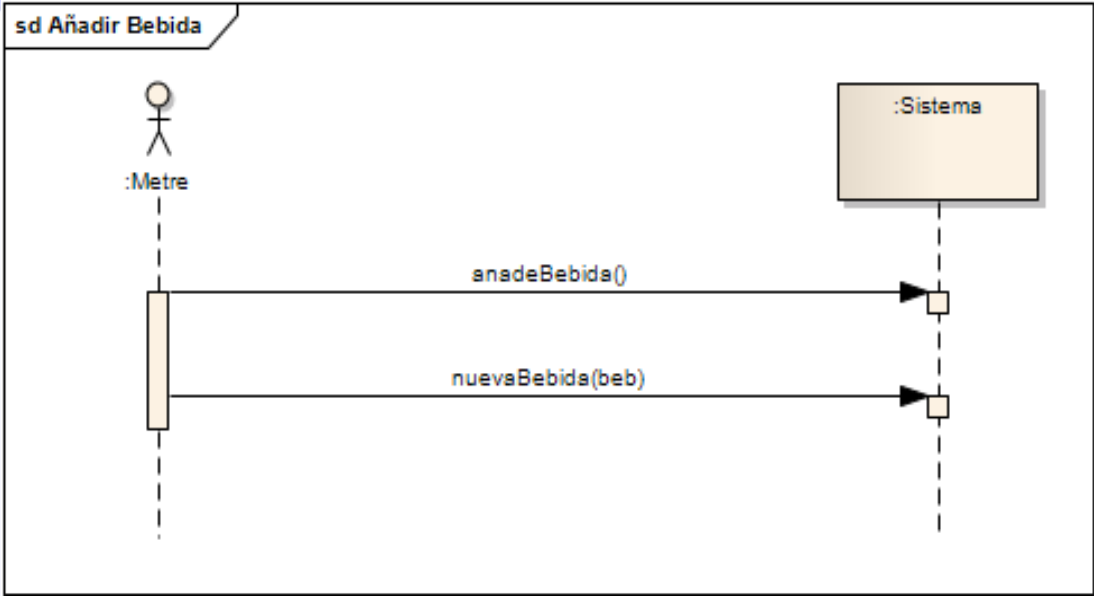 sd Añadir Bebida
:Metre
:Sistema
anadeBebida()
nuevaBebida(beb)